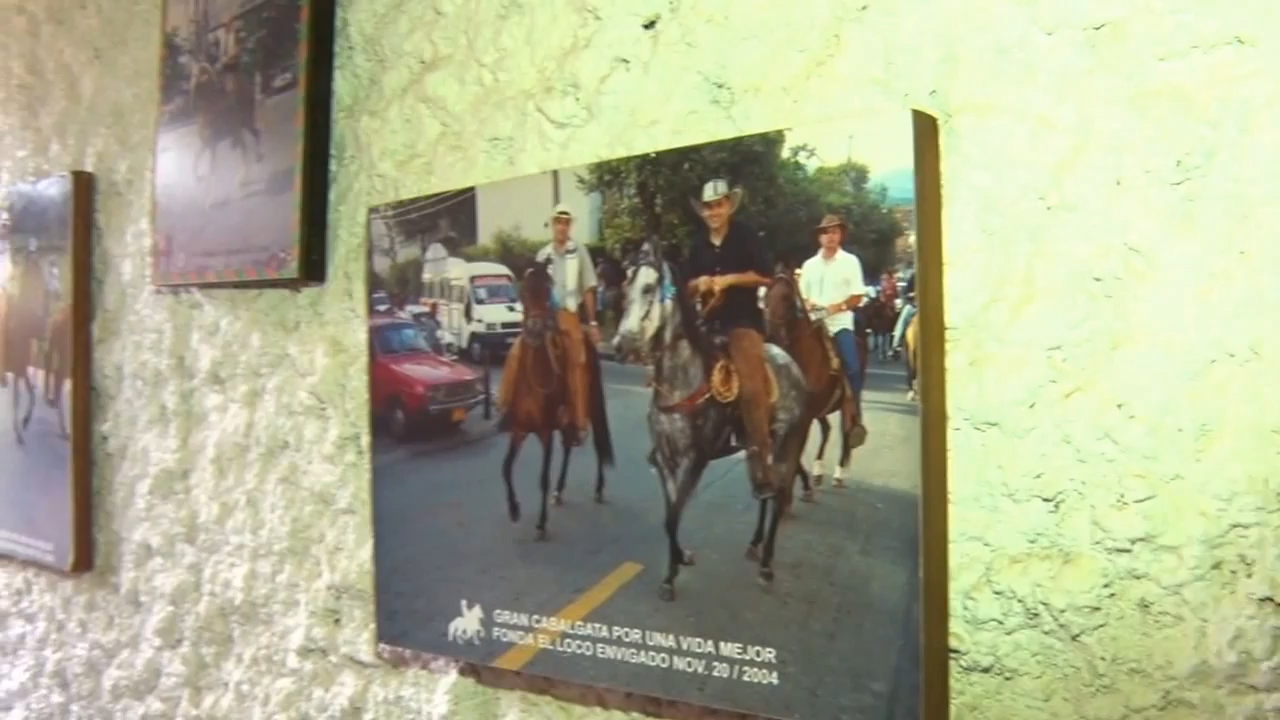 GRAN CABALGATA POR UNA VIDA MEJOR
FONDA EL LOCO ENVIGADO NOV. 20 / 2004